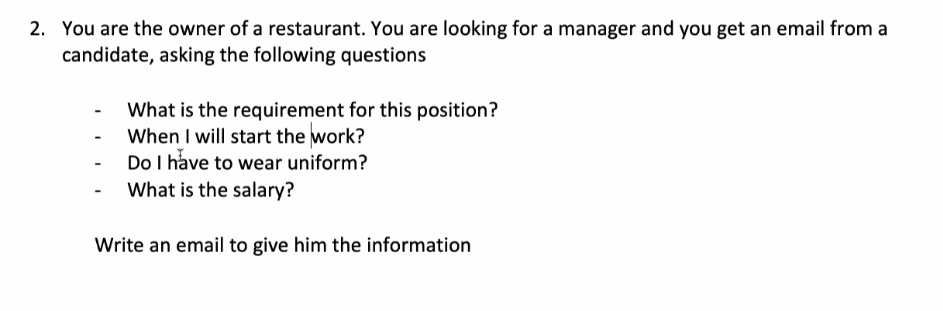 2. You are the owner of a restaurant. You are looking for a manager and you get an email from a
candidate, asking the following questions
- What is the requirement for this position?
- When I will start the work?
- Do I have to wear uniform?
- What is the salary?
Write an email to give him the information